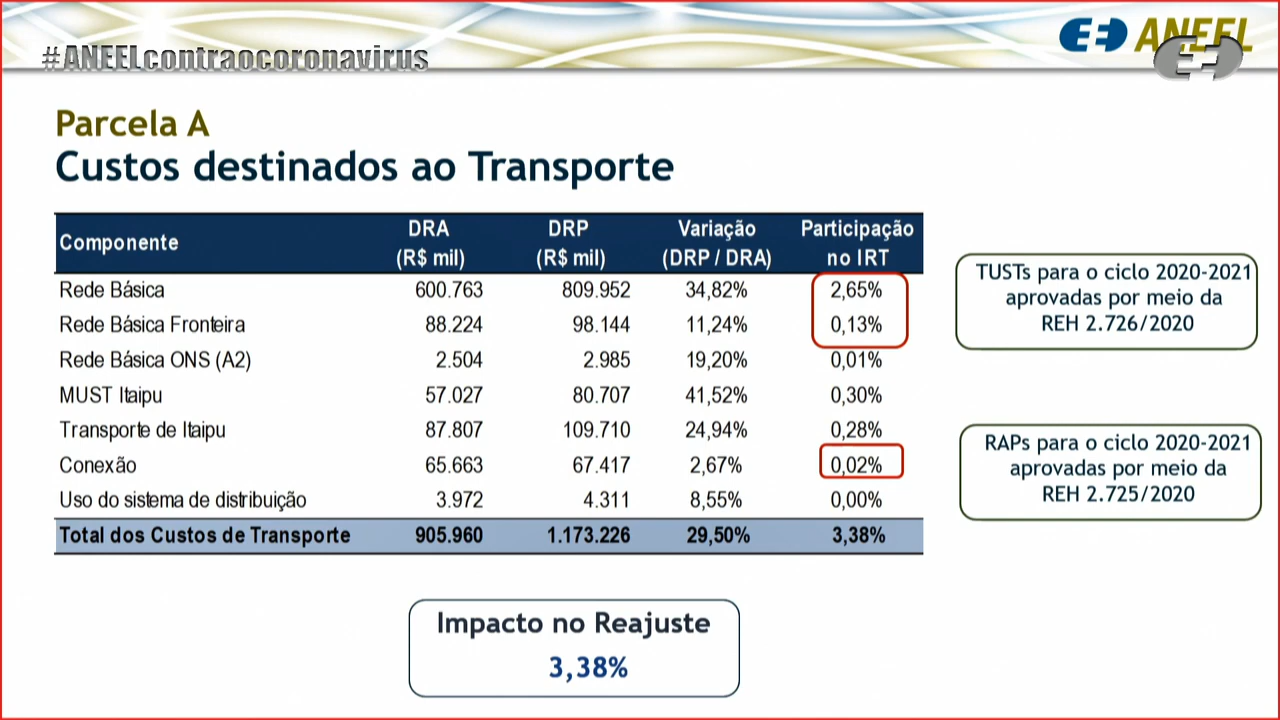 #ANEELcontraocoronavirus
ANEEL
Parcela A
Custos destinados ao Transporte
Componente DRA (R$ mil) DRP (R$ mil) Variação (DRP / DRA) Participação no IRT
Rede Básica 600.763 809.952 34,82% 2,65%
Rede Básica Fronteira 88.224 98.144 11,24% 0,13%
Rede Básica ONS (A2) 2.504 2.985 19,20% 0,01%
MUST Itaipu 57.027 80.707 41,52% 0,30%
Transporte de Itaipu 87.807 109.710 24,94% 0,28%
Conexão 65.663 67.417 2,67% 0,02%
Uso do sistema de distribuição 3.972 4.311 8,55% 0,00%
Total dos Custos de Transporte 905.960 1.173.226 29,50% 3,38%
TUSTs para o ciclo 2020-2021
aprovadas por meio da
REH 2.726/2020
RAPs para o ciclo 2020-2021
aprovadas por meio da
REH 2.725/2020
Impacto no Reajuste
3,38%